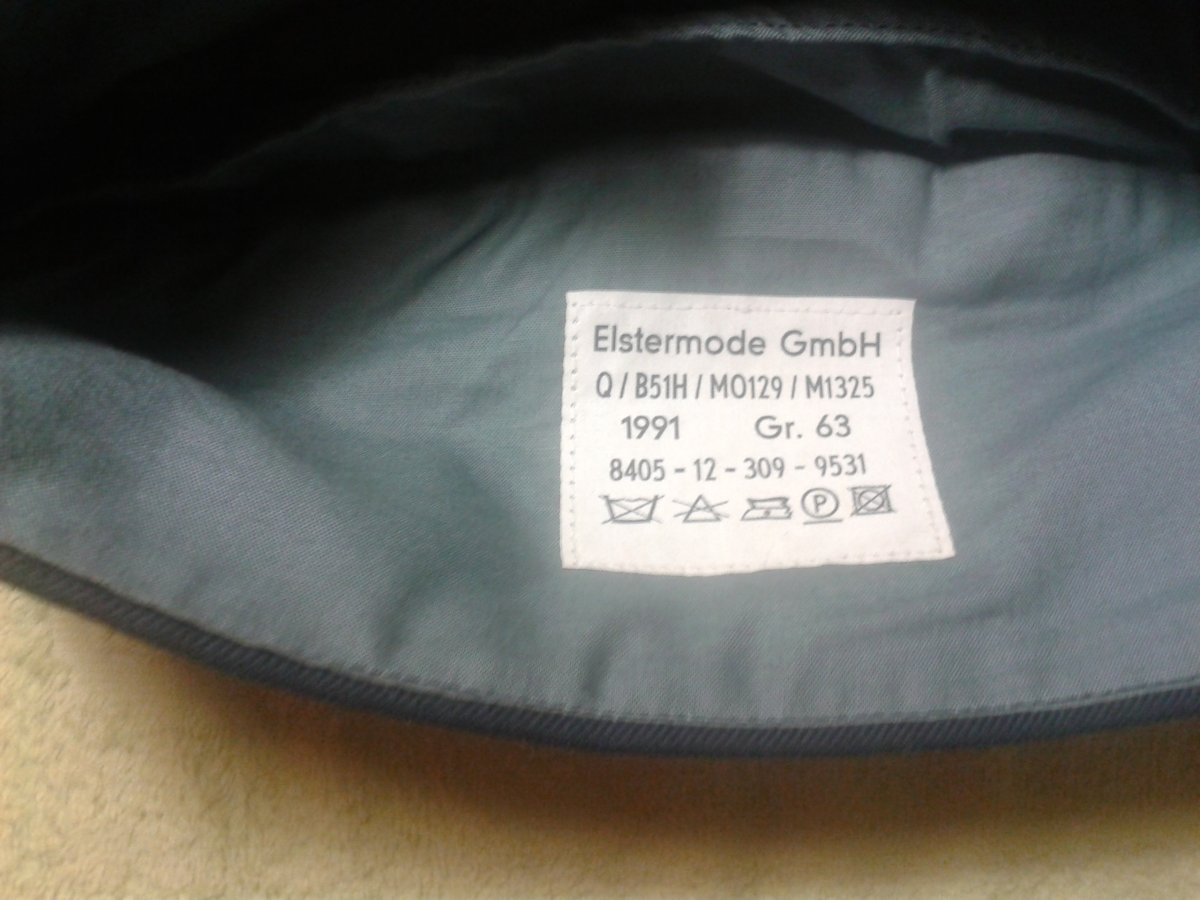 Elstermode GmbH
Q / B51H / MO129 / M1325
1991 Gr. 63
8405 - 12 - 309 - 9531
P